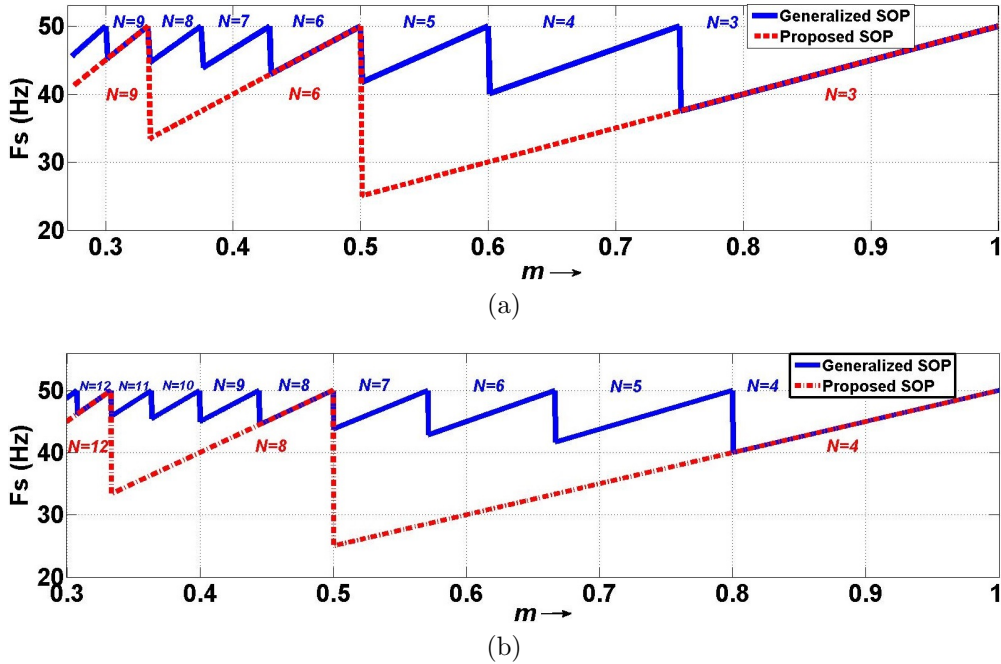 N=9 N=8 N=7 N=6 N=5 N=4 N=3
Generalized SOP
Proposed SOP
N=9 N=6 N=3
50
40
30
20
Fs (Hz)
0.3 0.4 0.5 0.6 0.7 0.8 0.9 1
m →
(a)
N=12 N=11 N=10 N=9 N=8 N=7 N=6 N=5 N=4
Generalized SOP
Proposed SOP
N=12 N=8 N=4
50
40
30
20
Fs (Hz)
0.3 0.4 0.5 0.6 0.7 0.8 0.9 1
m →
(b)